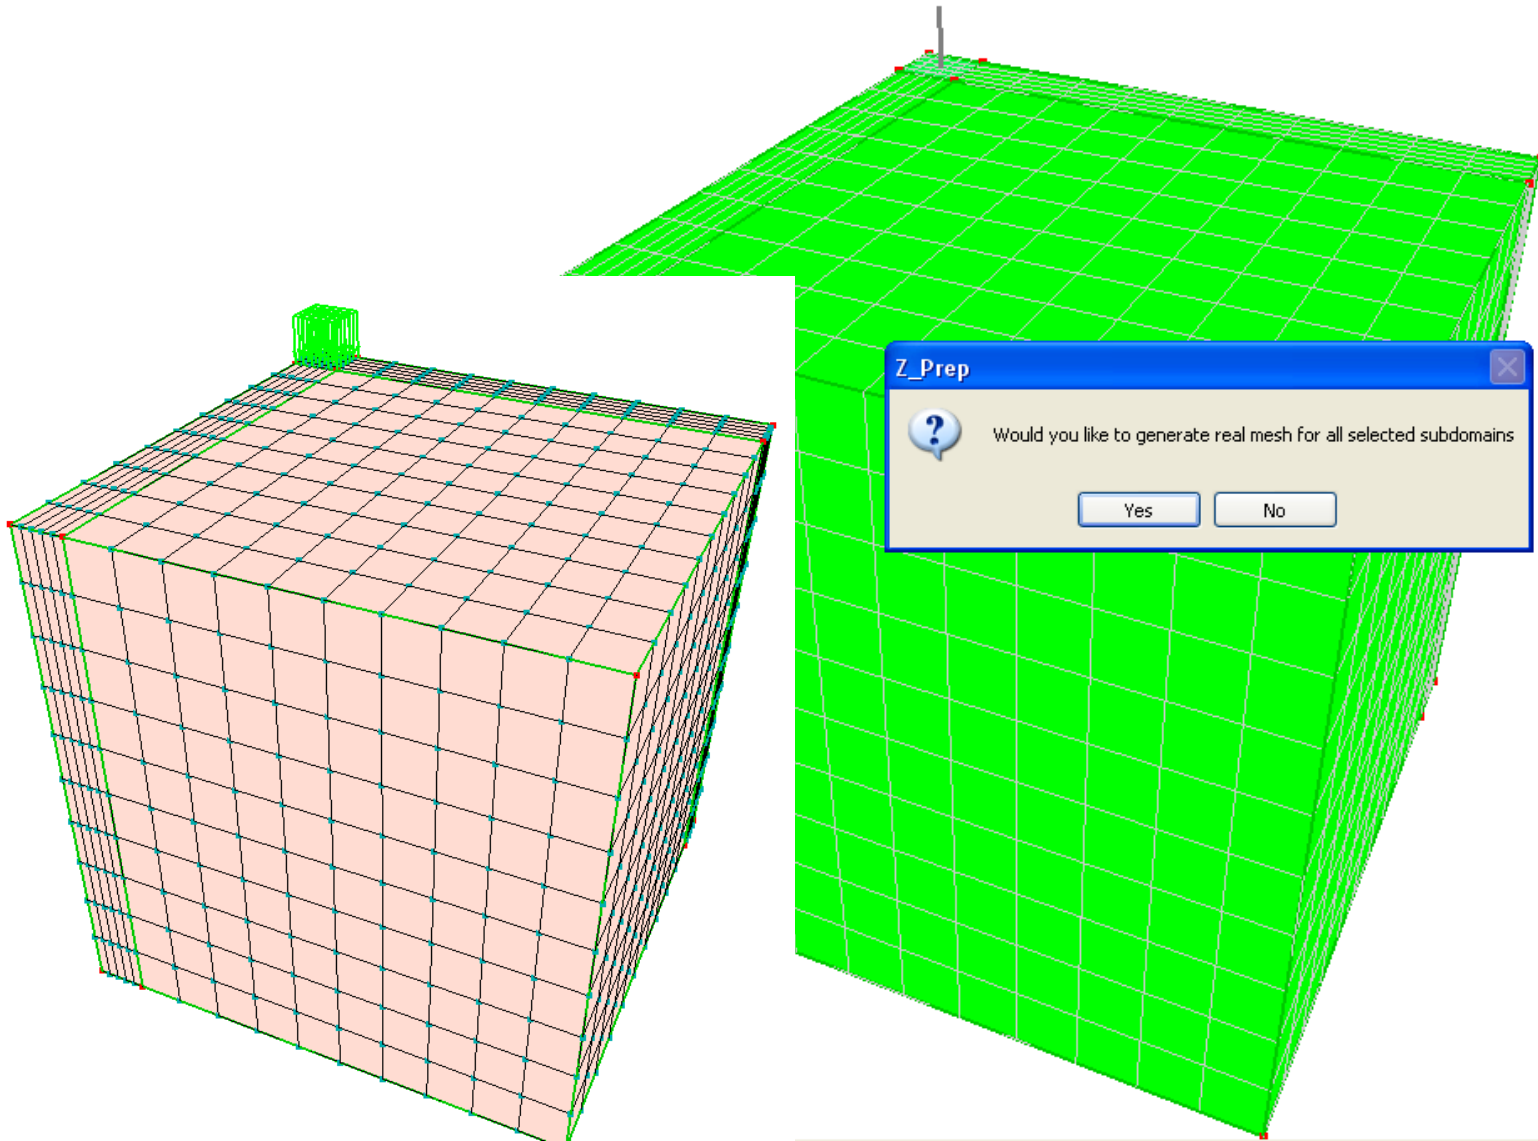 Z_Prep
Would you like to generate real mesh for all selected subdomains
Yes
No